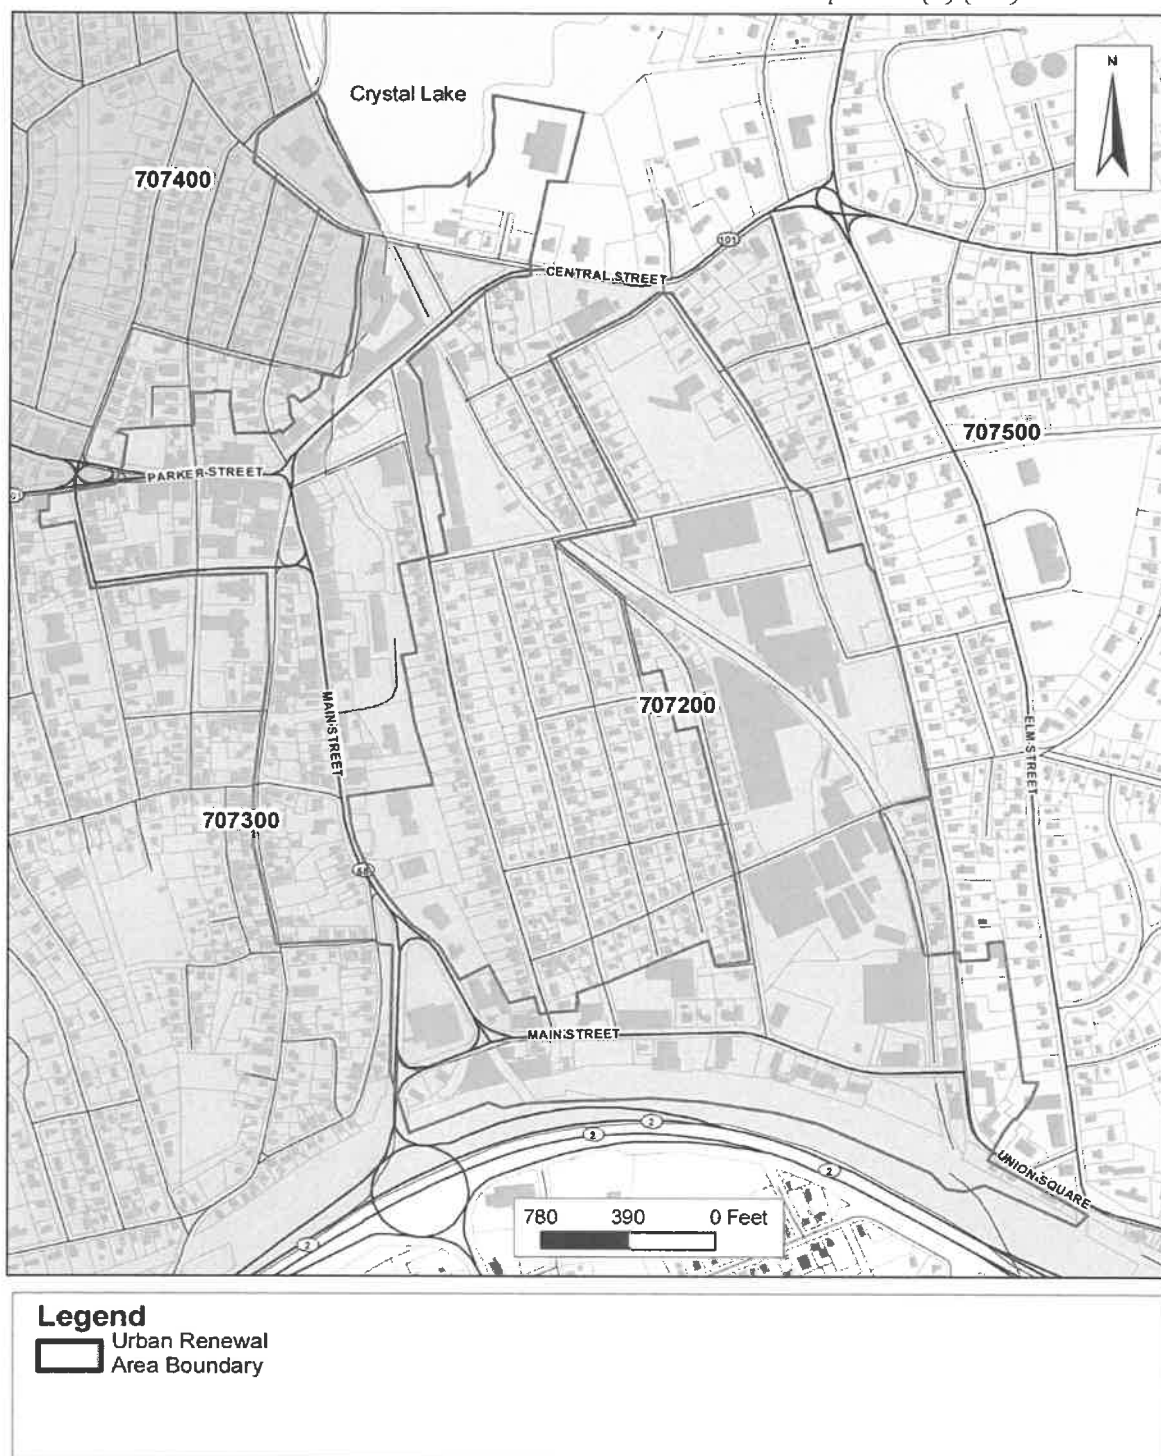 Crystal Lake
N
707400
101
CENTRAL STREET
707500
PARKER STREET
MAIN STREET
707200
ELM STREET
707300
68
MAIN STREET
2
2
2
UNION SQUARE
780 390 0 Feet
2
Legend
Urban Renewal
Area Boundary